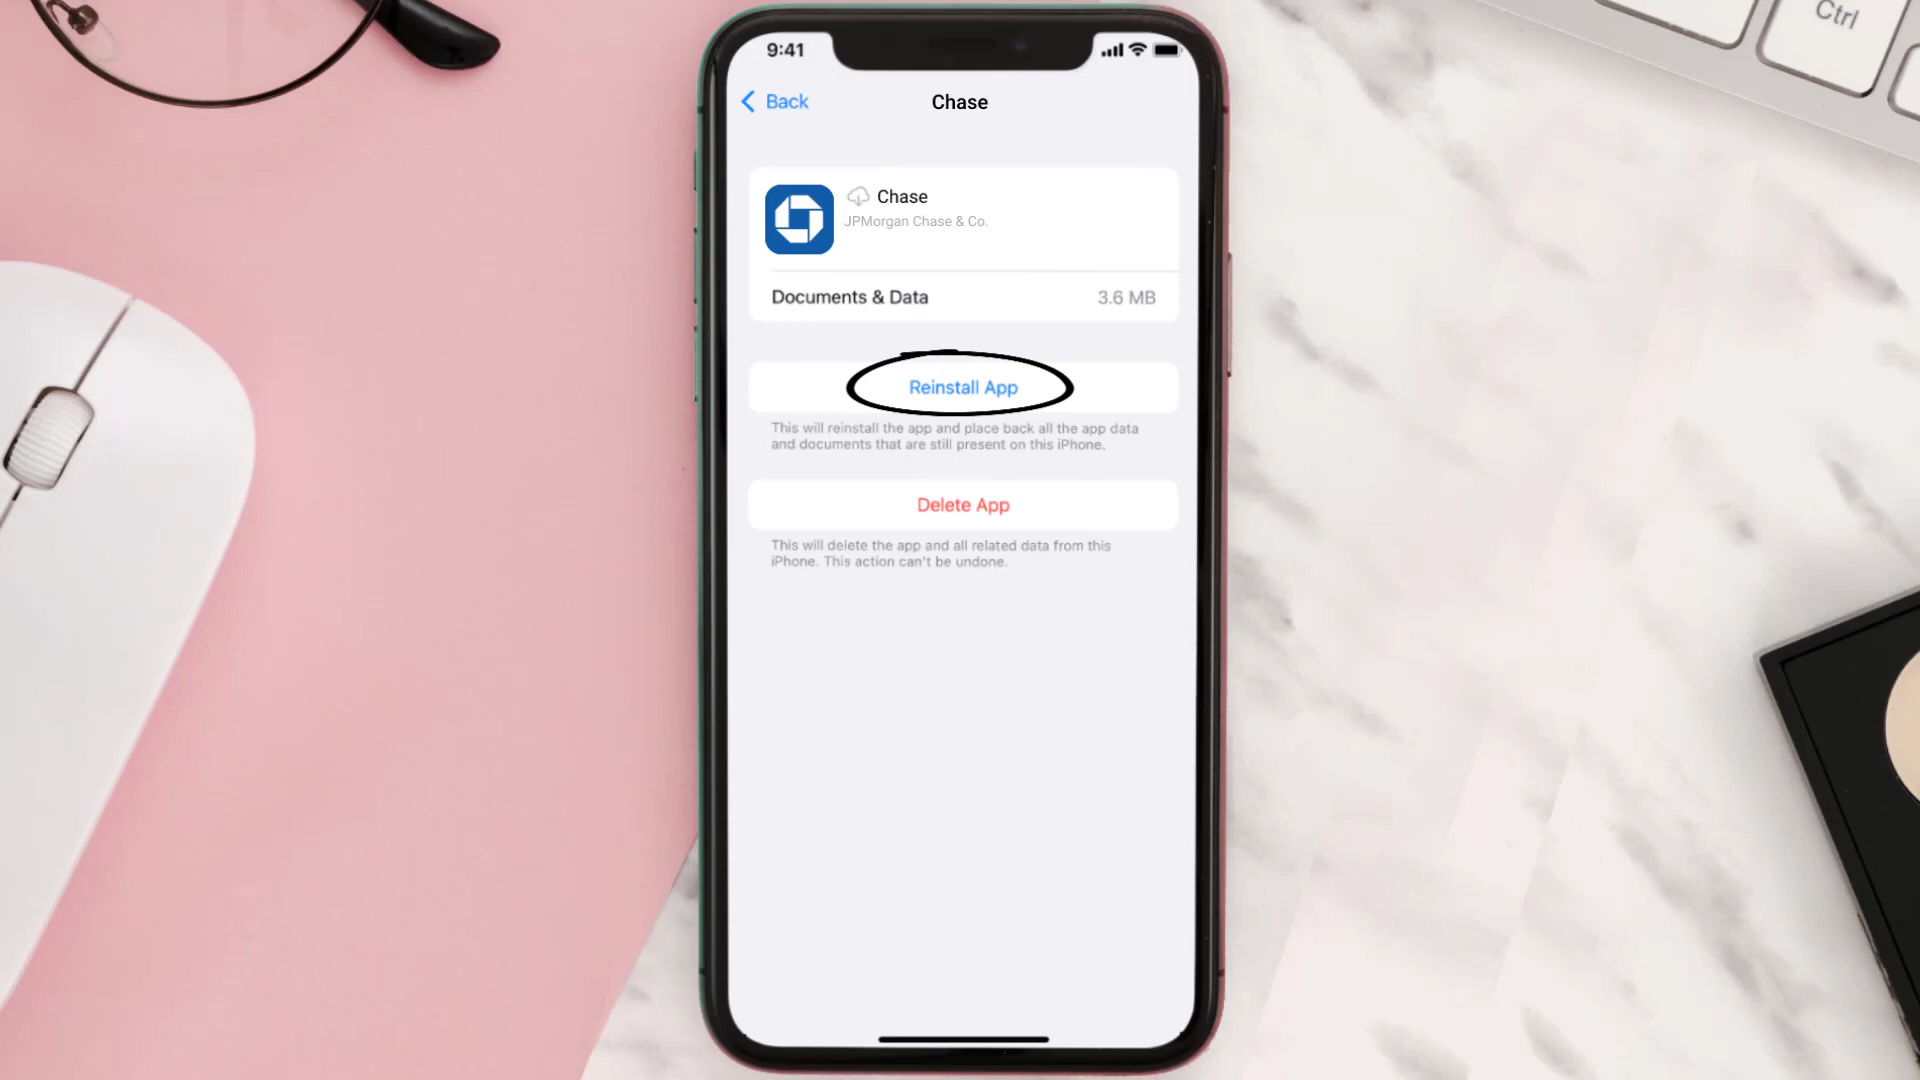 Ctrl
9:41
Back
Chase
Chase
JPMorgan Chase & Co.
Documents & Data 3.6 MB
Reinstall App
This will reinstall the app and place back all the app data
and documents that are still present on this iPhone.
Delete App
This will delete the app and all related data from this
iPhone. This action can't be undone.